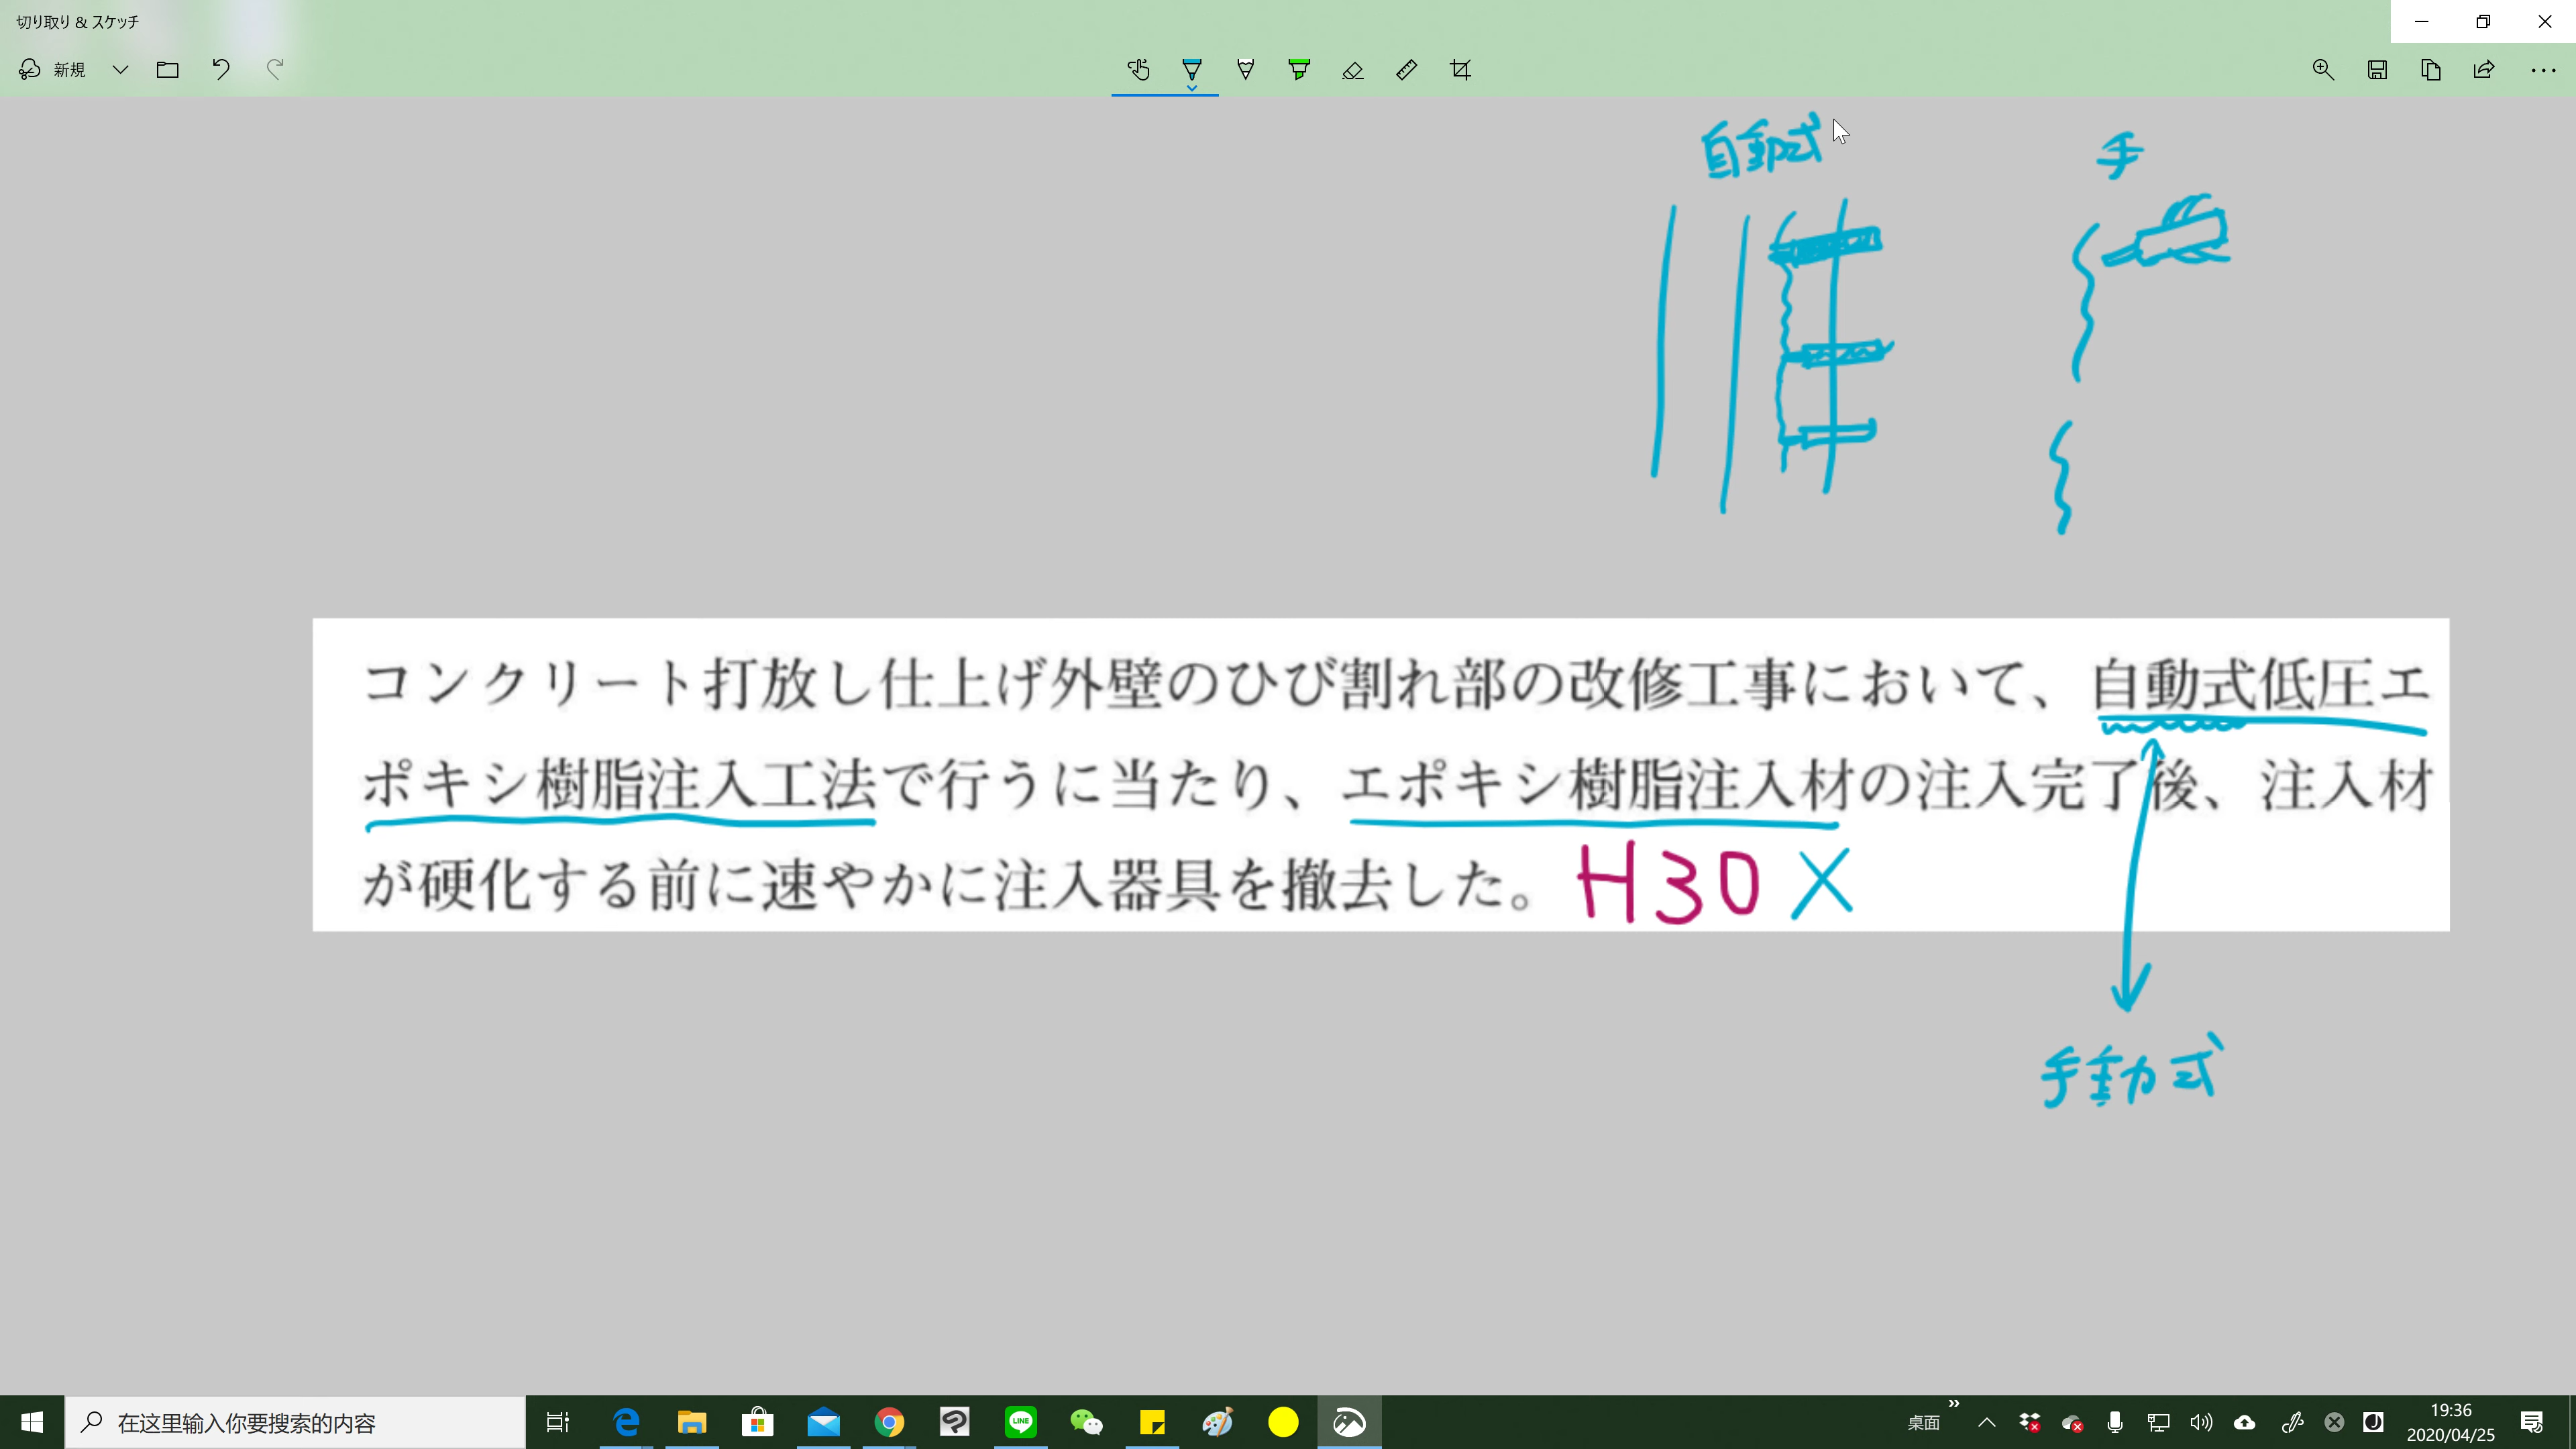 切り取り & スケッチ
新規
自動式
手
コンクリート打放し仕上げ外壁のひび割れ部の改修工事において、自動式低圧エ
ポキシ樹脂注入工法で行うに当たり、エポキシ樹脂注入材の注入完了後、注入材
が硬化する前に速やかに注入器具を撤去した。 H30 X
手動式
在这里输入你要搜索的内容
LINE
桌面
19:36
2020/04/25